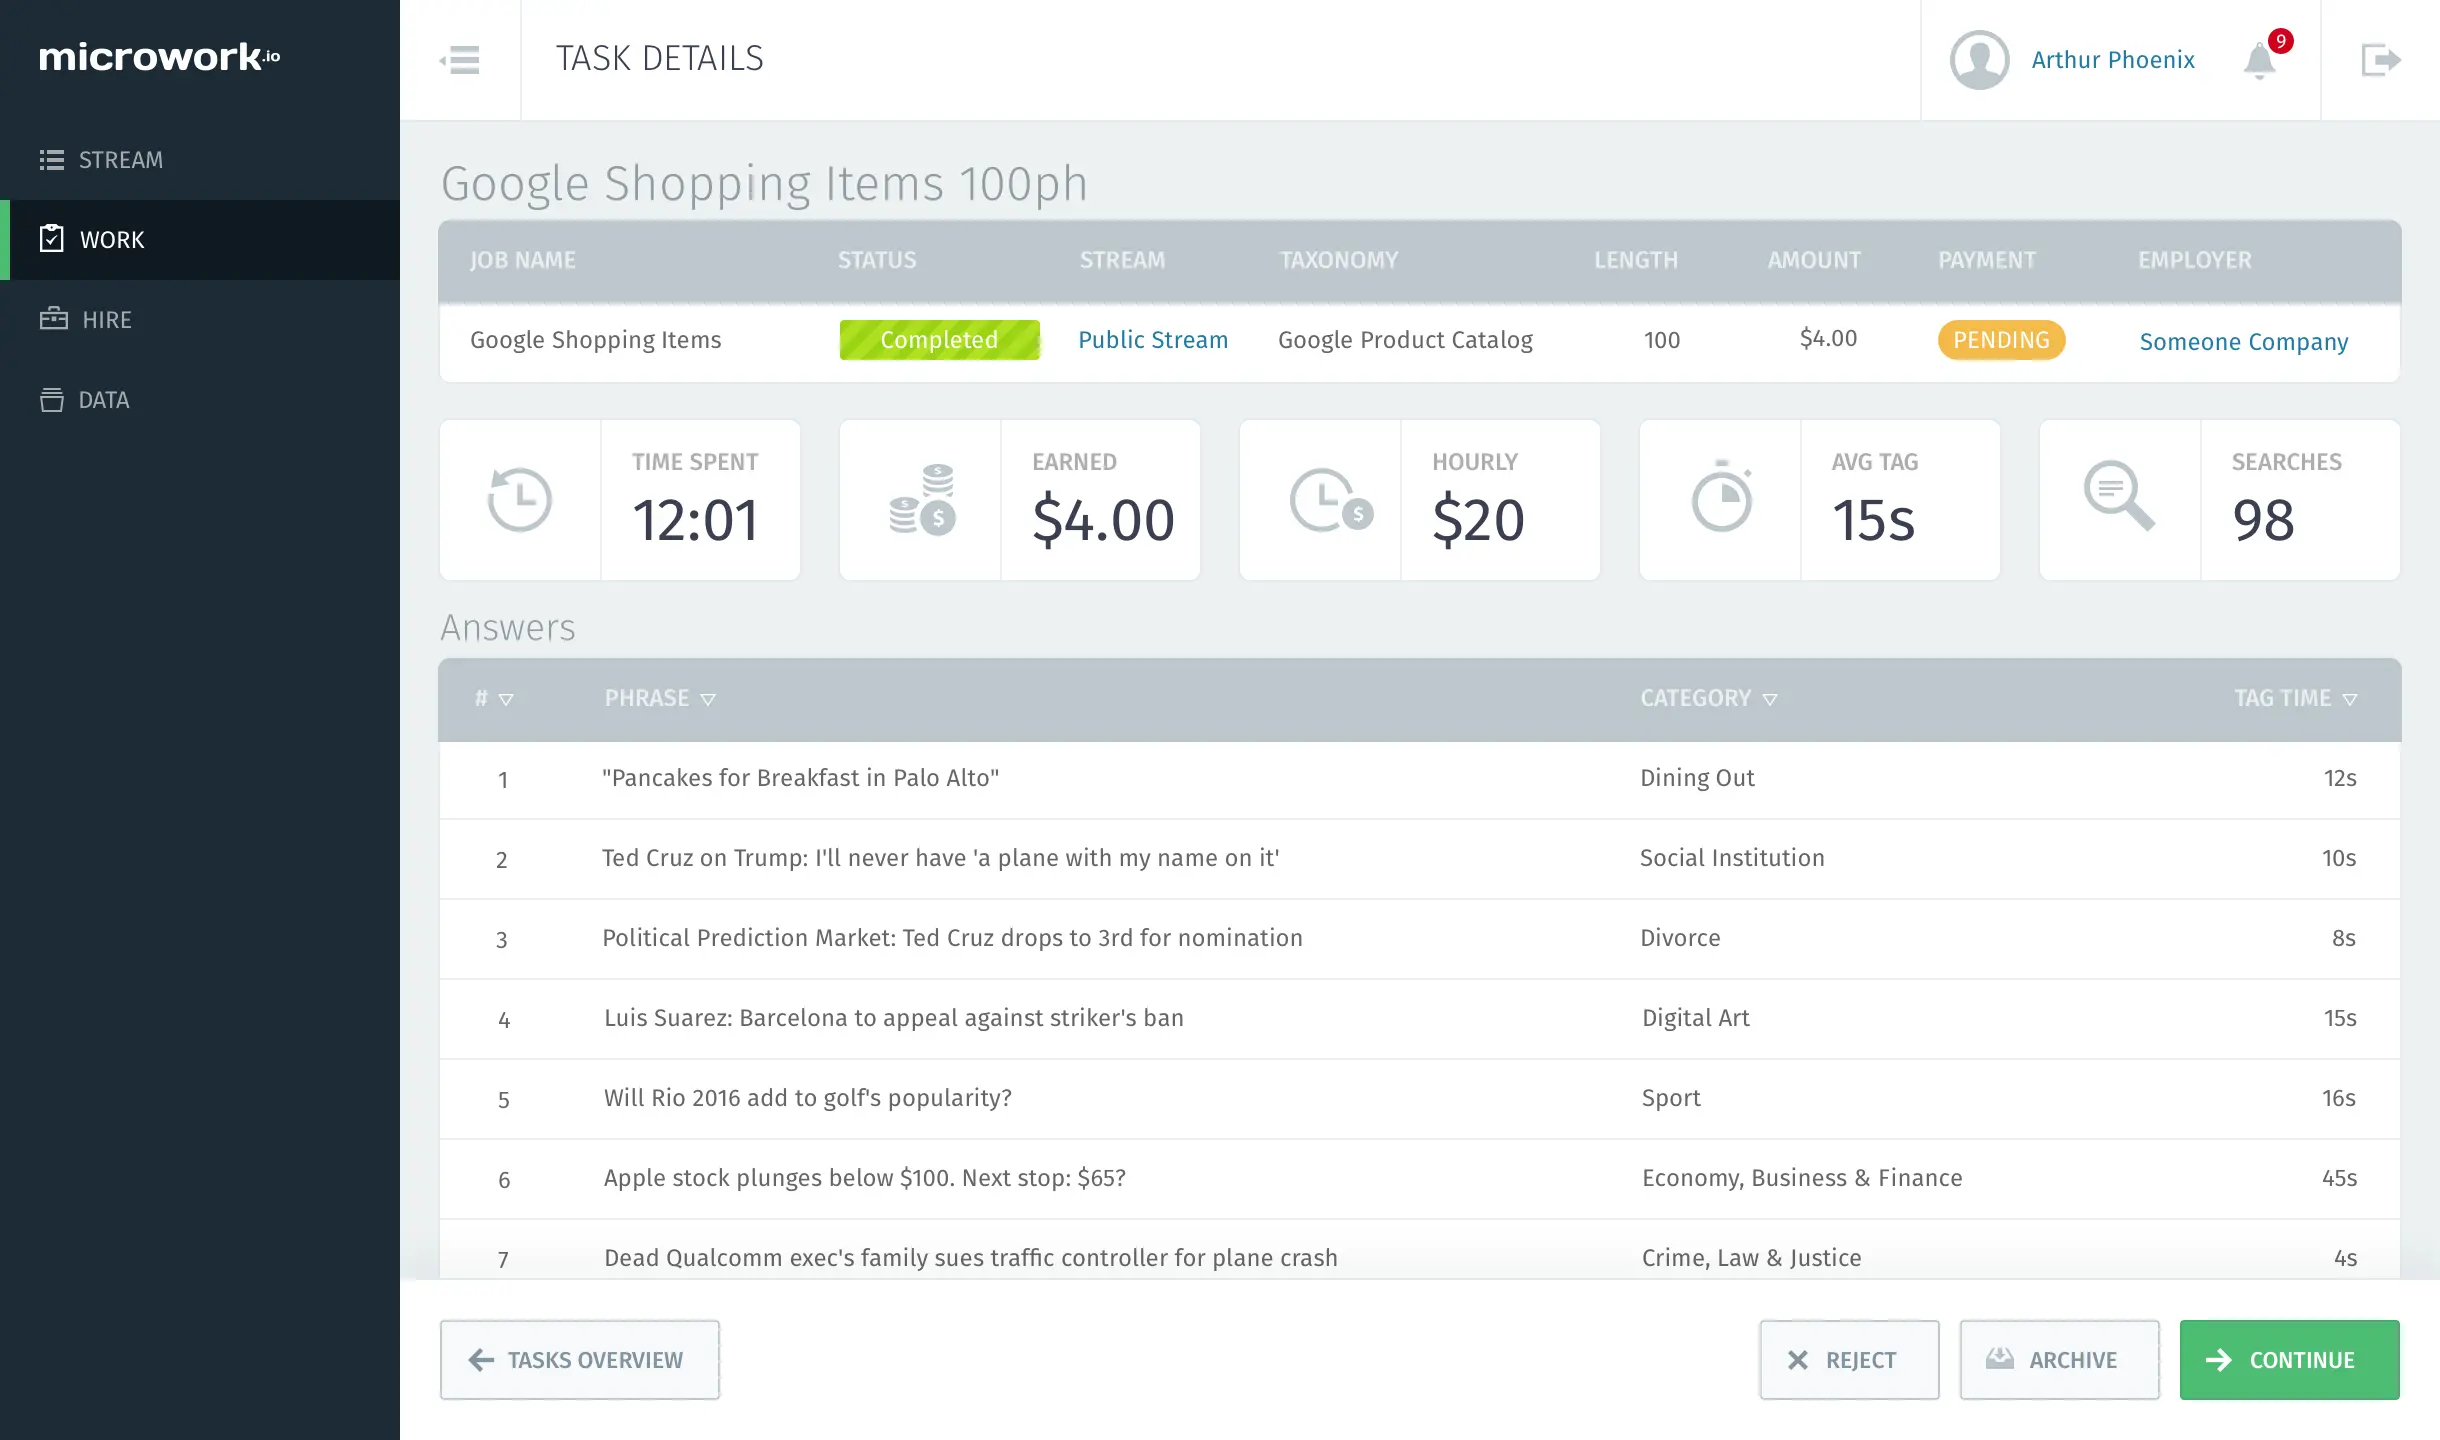 microwork.io
TASK DETAILS
Arthur Phoenix
9
STREAM
WORK
HIRE
DATA
Google Shopping Items 100ph
JOB NAME STATUS STREAM TAXONOMY LENGTH AMOUNT PAYMENT EMPLOYER
Google Shopping Items Completed Public Stream Google Product Catalog 100 $4.00 PENDING Someone Company
TIME SPENT
12:01
EARNED
$4.00
HOURLY
$20
AVG TAG
15s
SEARCHES
98
Answers
# PHRASE CATEGORY TAG TIME
1 "Pancakes for Breakfast in Palo Alto" Dining Out 12s
2 Ted Cruz on Trump: I'll never have 'a plane with my name on it' Social Institution 10s
3 Political Prediction Market: Ted Cruz drops to 3rd for nomination Divorce 8s
4 Luis Suarez: Barcelona to appeal against striker's ban Digital Art 15s
5 Will Rio 2016 add to golf's popularity? Sport 16s
6 Apple stock plunges below $100. Next stop: $65? Economy, Business & Finance 45s
7 Dead Qualcomm exec's family sues traffic controller for plane crash Crime, Law & Justice 4s
TASKS OVERVIEW REJECT ARCHIVE CONTINUE